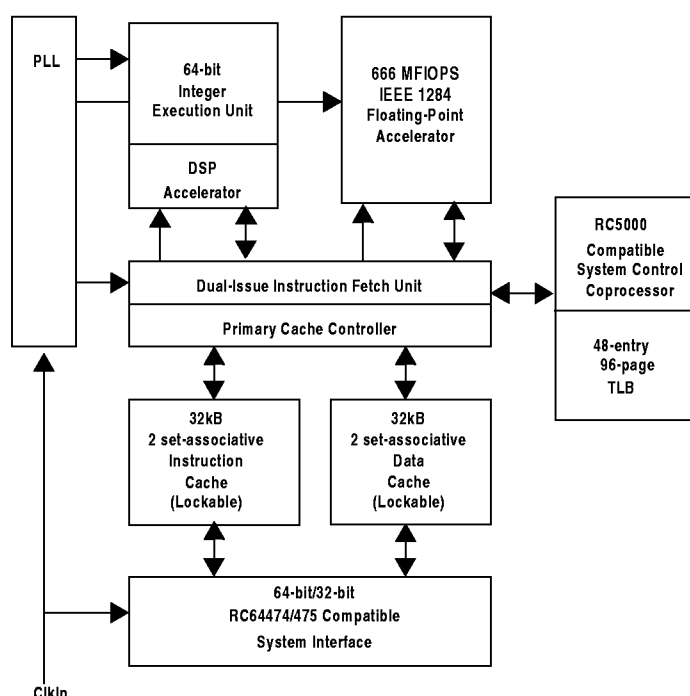 PLL
64-bit
Integer
Execution Unit
DSP
Accelerator
666 MFIOPS
IEEE 1284
Floating-Point
Accelerator
Dual-Issue Instruction Fetch Unit
Primary Cache Controller
RC5000
Compatible
System Control
Coprocessor
48-entry
96-page
TLB
32kB
2 set-associative
Instruction
Cache
(Lockable)
32kB
2 set-associative
Data
Cache
(Lockable)
64-bit/32-bit
RC64474/475 Compatible
System Interface
ClkIn